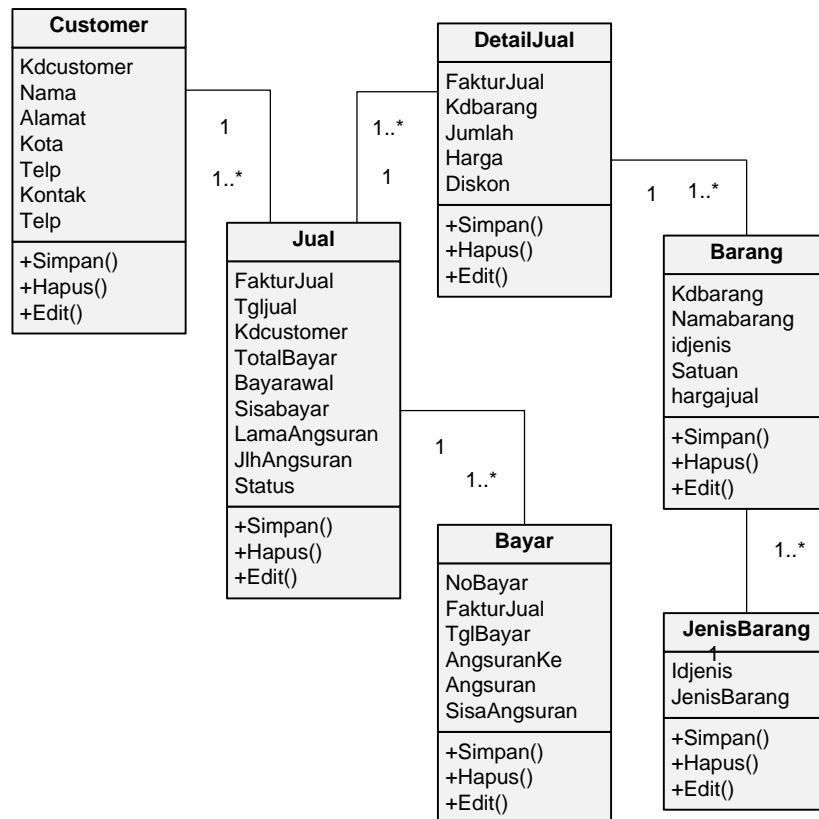 Customer
Kdcustomer
Nama
Alamat
Kota
Telp
Kontak
Telp
+Simpan()
+Hapus()
+Edit()
1
1..*
DetailJual
FakturJual
Kdbarang
Jumlah
Harga
Diskon
+Simpan()
+Hapus()
+Edit()
1..*
1
1
1..*
Jual
FakturJual
Tgljual
Kdcustomer
TotalBayar
Bayarawal
Sisabayar
LamaAngsuran
JlhAngsuran
Status
+Simpan()
+Hapus()
+Edit()
1
1..*
Barang
Kdbarang
Namabarang
idjenis
Satuan
hargajual
+Simpan()
+Hapus()
+Edit()
1..*
Bayar
NoBayar
FakturJual
TglBayar
AngsuranKe
Angsuran
SisaAngsuran
+Simpan()
+Hapus()
+Edit()
JenisBarang
1
Idjenis
JenisBarang
+Simpan()
+Hapus()
+Edit()